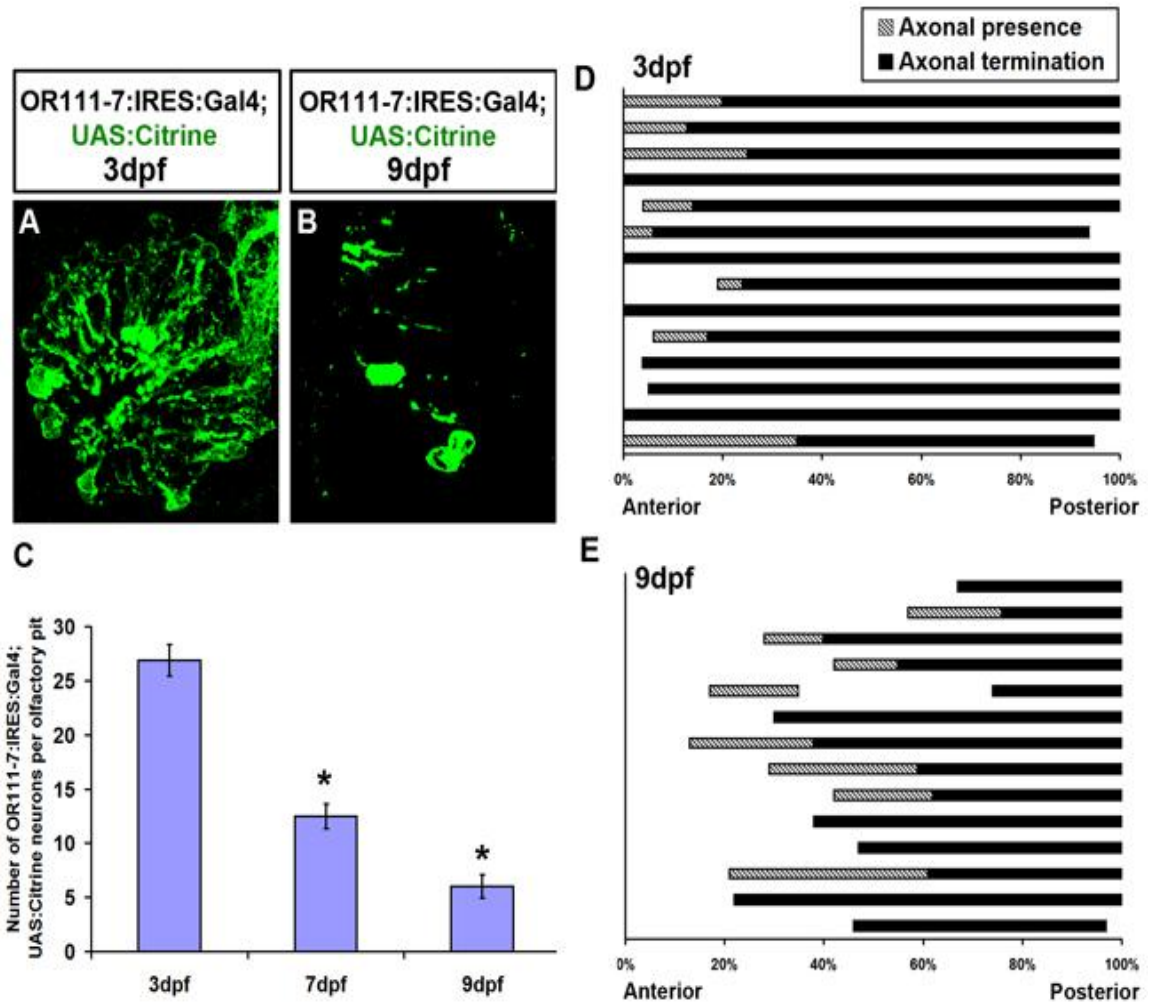 OR111-7:IRES:Gal4;
UAS:Citrine
3dpf
OR111-7:IRES:Gal4;
UAS:Citrine
9dpf
A
B
C
Number of OR111-7:IRES:Gal4;
UAS:Citrine neurons per olfactory pit
30
25
20
15
10
5
0
*
*
3dpf
7dpf
9dpf
Axonal presence
Axonal termination
D
3dpf
0%
20%
40%
60%
80%
100%
Anterior
Posterior
E
9dpf
0%
20%
40%
60%
80%
100%
Anterior
Posterior